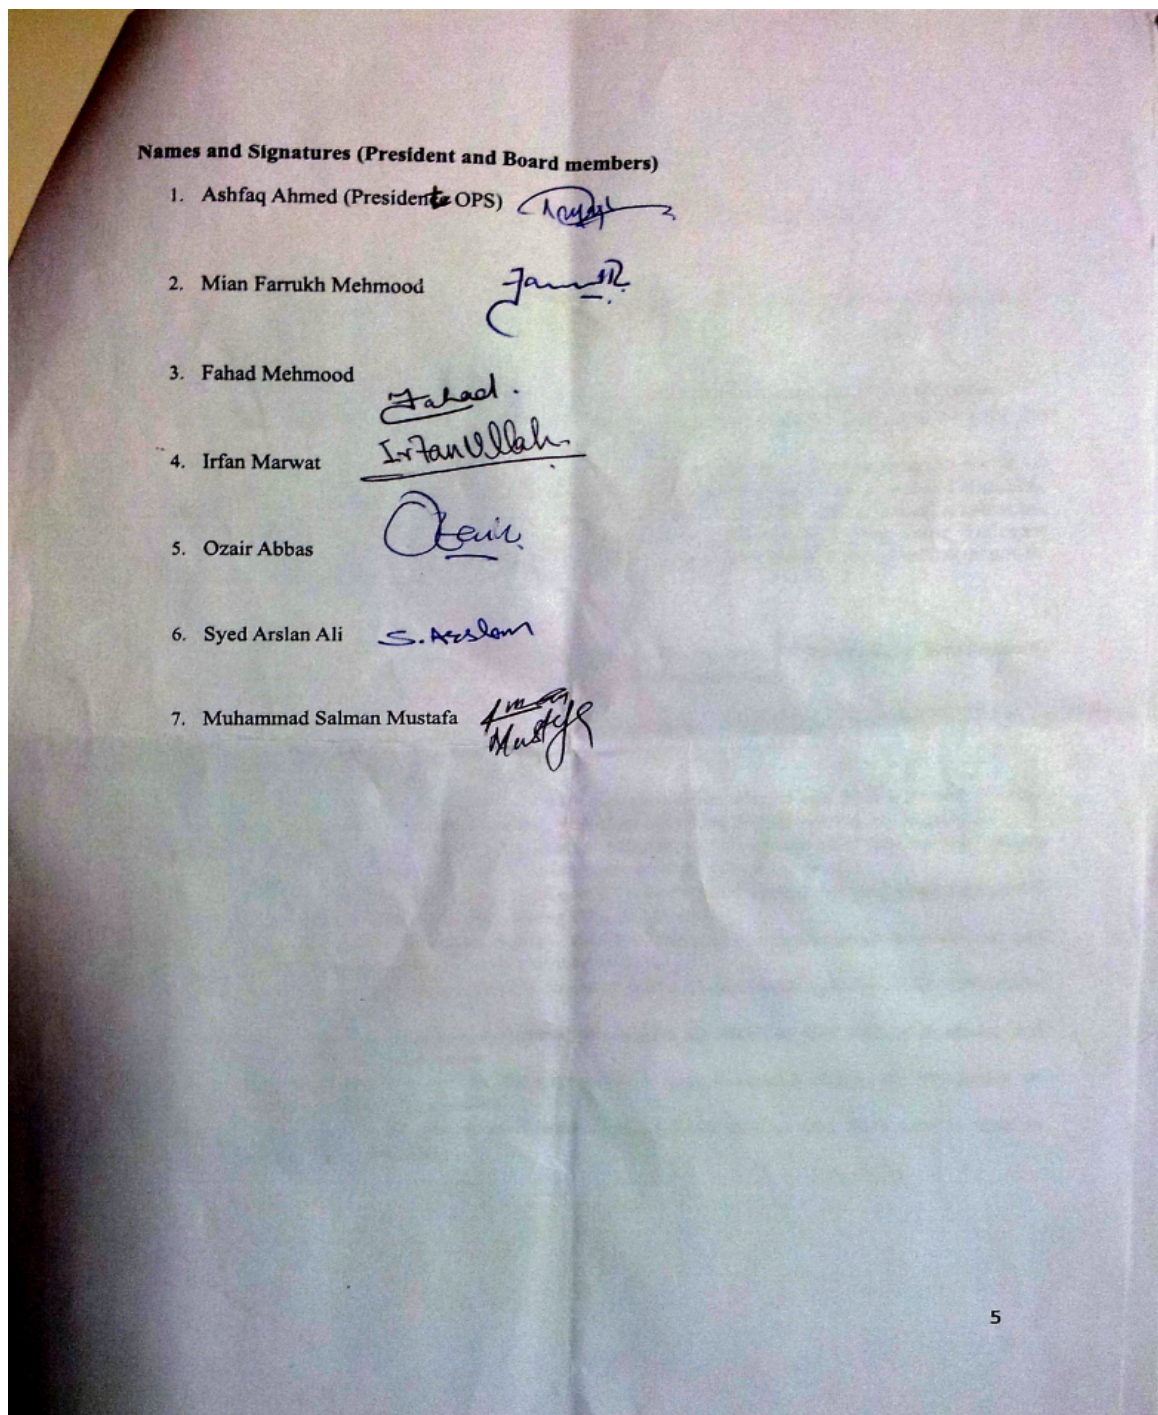 Names and Signatures (President and Board members)
1. Ashfaq Ahmed (President OPS)
2. Mian Farrukh Mehmood
3. Fahad Mehmood
Fahad.
4. Irfan Marwat IrfanUllah.
5. Ozair Abbas Ozair.
6. Syed Arslan Ali S. Arslan
7. Muhammad Salman Mustafa
Mustafa
5